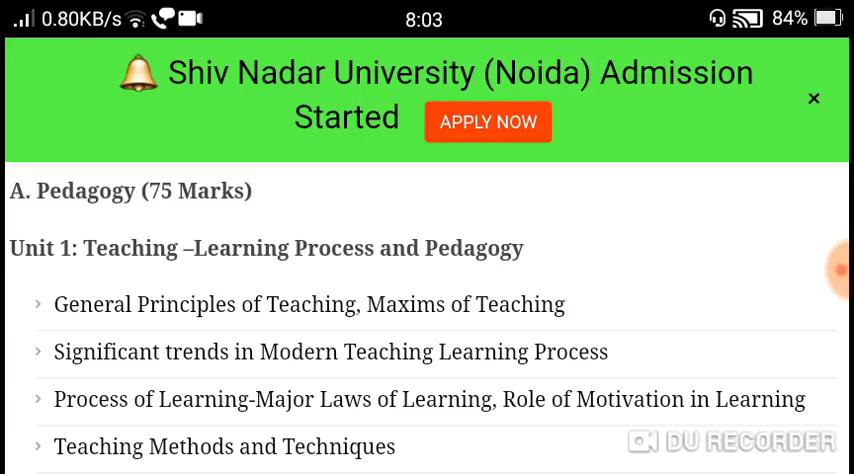 0.80KB/s 8:03 84%
Shiv Nadar University (Noida) Admission
Started APPLY NOW
×
A. Pedagogy (75 Marks)
Unit 1: Teaching –Learning Process and Pedagogy
General Principles of Teaching, Maxims of Teaching
Significant trends in Modern Teaching Learning Process
Process of Learning-Major Laws of Learning, Role of Motivation in Learning
Teaching Methods and Techniques
DU RECORDER